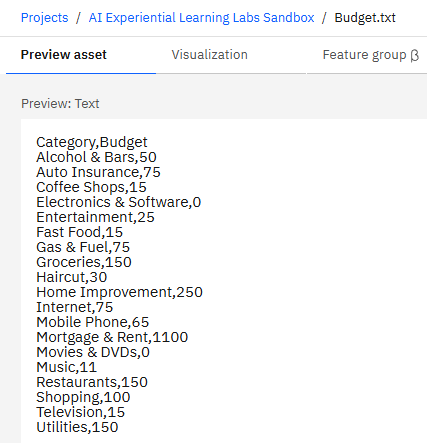 Projects / AI Experiential Learning Labs Sandbox / Budget.txt
Preview asset Visualization Feature group β
Preview: Text
Category,Budget
Alcohol & Bars,50
Auto Insurance,75
Coffee Shops,15
Electronics & Software,0
Entertainment,25
Fast Food,15
Gas & Fuel,75
Groceries,150
Haircut,30
Home Improvement,250
Internet,75
Mobile Phone,65
Mortgage & Rent,1100
Movies & DVDs,0
Music,11
Restaurants,150
Shopping,100
Television,15
Utilities,150